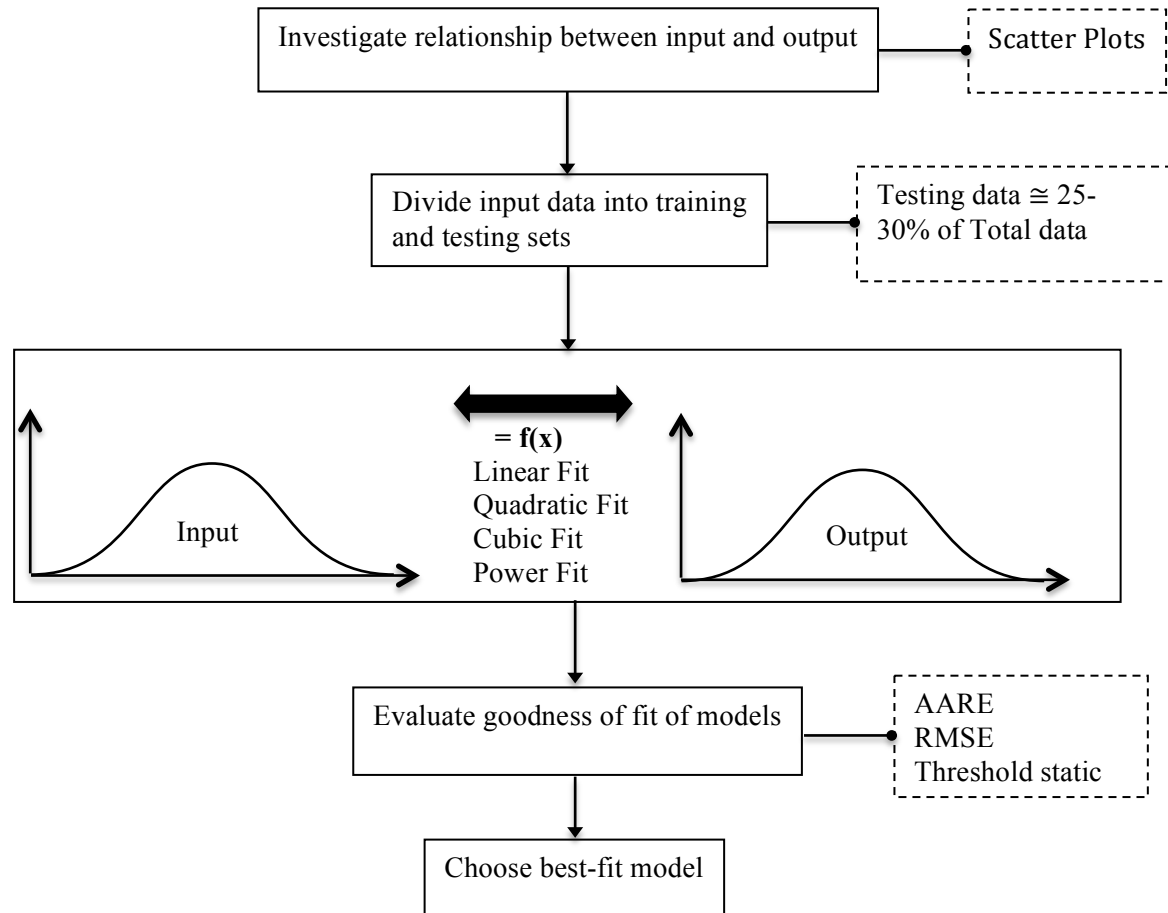 Investigate relationship between input and output
Scatter Plots
Divide input data into training
and testing sets
Testing data ≅ 25-
30% of Total data
= f(x)
Linear Fit
Quadratic Fit
Cubic Fit
Power Fit
Input
Output
Evaluate goodness of fit of models
AARE
RMSE
Threshold static
Choose best-fit model